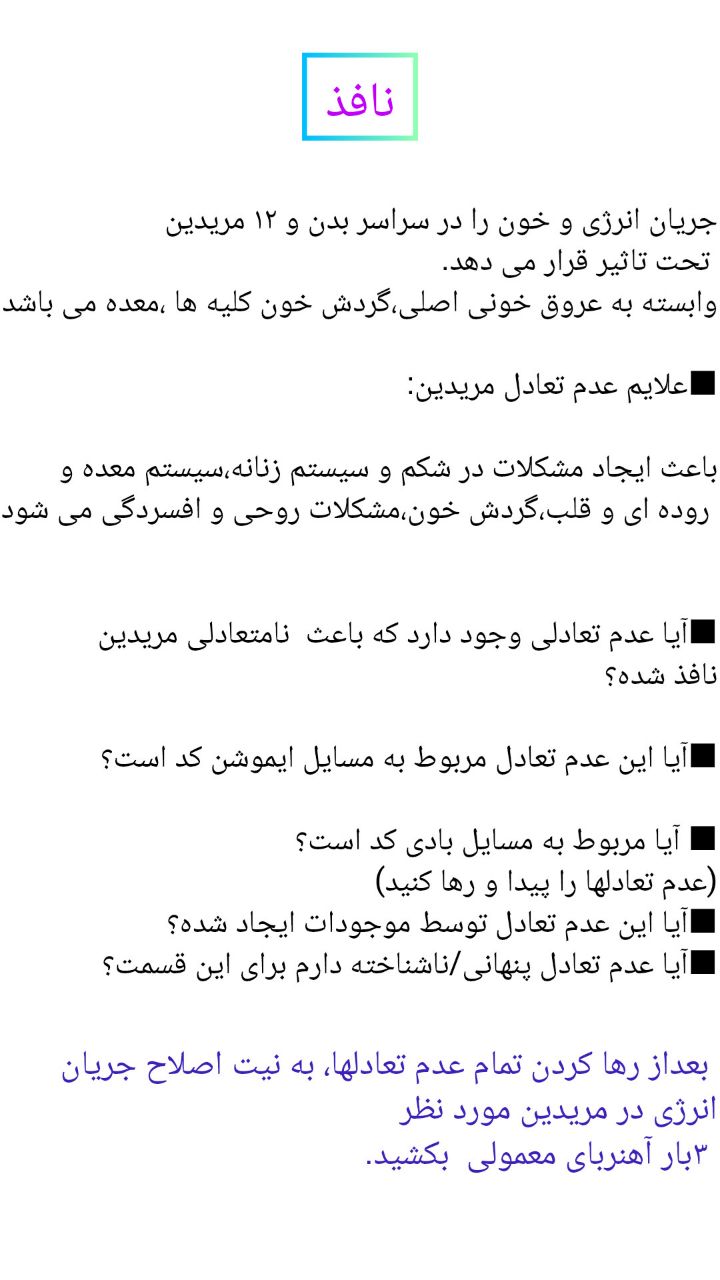 نافذ
جریان انرژی و خون را در سراسر بدن و ۱۲ مریدین
تحت تاثیر قرار می دهد.
وابسته به عروق خونی اصلی،گردش خون کلیه ها ،معده می باشد
■علایم عدم تعادل مریدین:
باعث ایجاد مشکلات در شکم و سیستم زنانه،سیستم معده و
روده ای و قلب،گردش خون،مشکلات روحی و افسردگی می شود
■آیا عدم تعادلی وجود دارد که باعث نامتعادلی مریدین
نافذ شده؟
■آیا این عدم تعادل مربوط به مسایل ایموشن کد است؟
■ آیا مربوط به مسایل بادی کد است؟
(عدم تعادلها را پیدا و رها کنید)
■آیا این عدم تعادل توسط موجودات ایجاد شده؟
■آیا عدم تعادل پنهانی/ناشناخته دارم برای این قسمت؟
بعداز رها کردن تمام عدم تعادلها، به نیت اصلاح جریان
انرژی در مریدین مورد نظر
۳بار آهنربای معمولی بکشید.